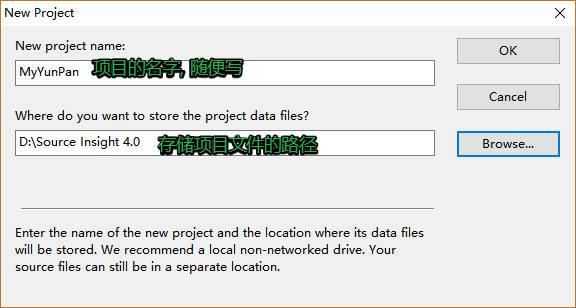 New Project
New project name:
MyYunPan 项目的名字, 随便写
OK
Cancel
Where do you want to store the project data files?
D:\Source Insight 4.0 存储项目文件的路径
Browse...
Enter the name of the new project and the location where its data files
will be stored. We recommend a local non-networked drive. Your
source files can still be in a separate location.